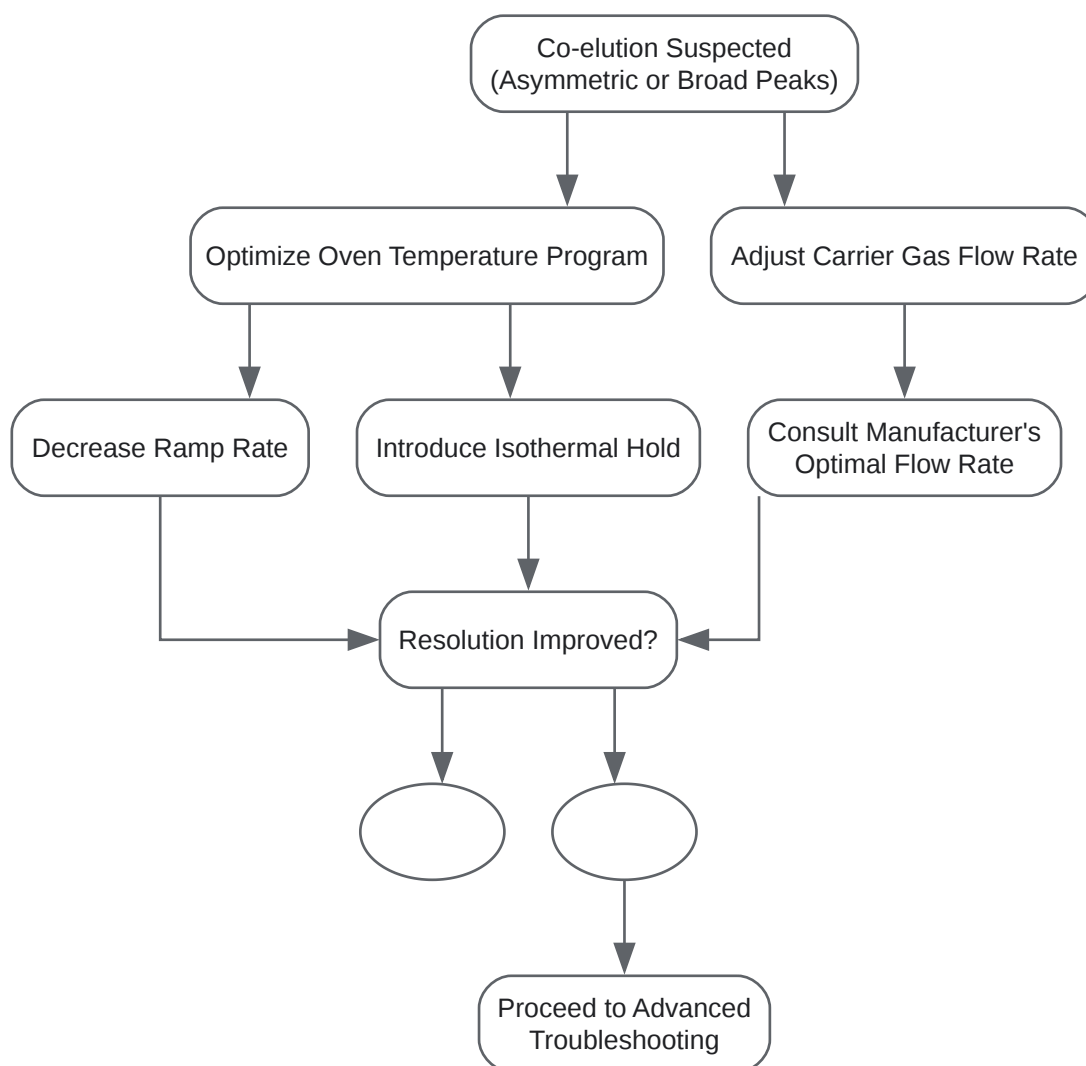 Co-elution Suspected
(Asymmetric or Broad Peaks)
Optimize Oven Temperature Program
Adjust Carrier Gas Flow Rate
Decrease Ramp Rate
Introduce Isothermal Hold
Consult Manufacturer's
Optimal Flow Rate
Resolution Improved?
Proceed to Advanced
Troubleshooting